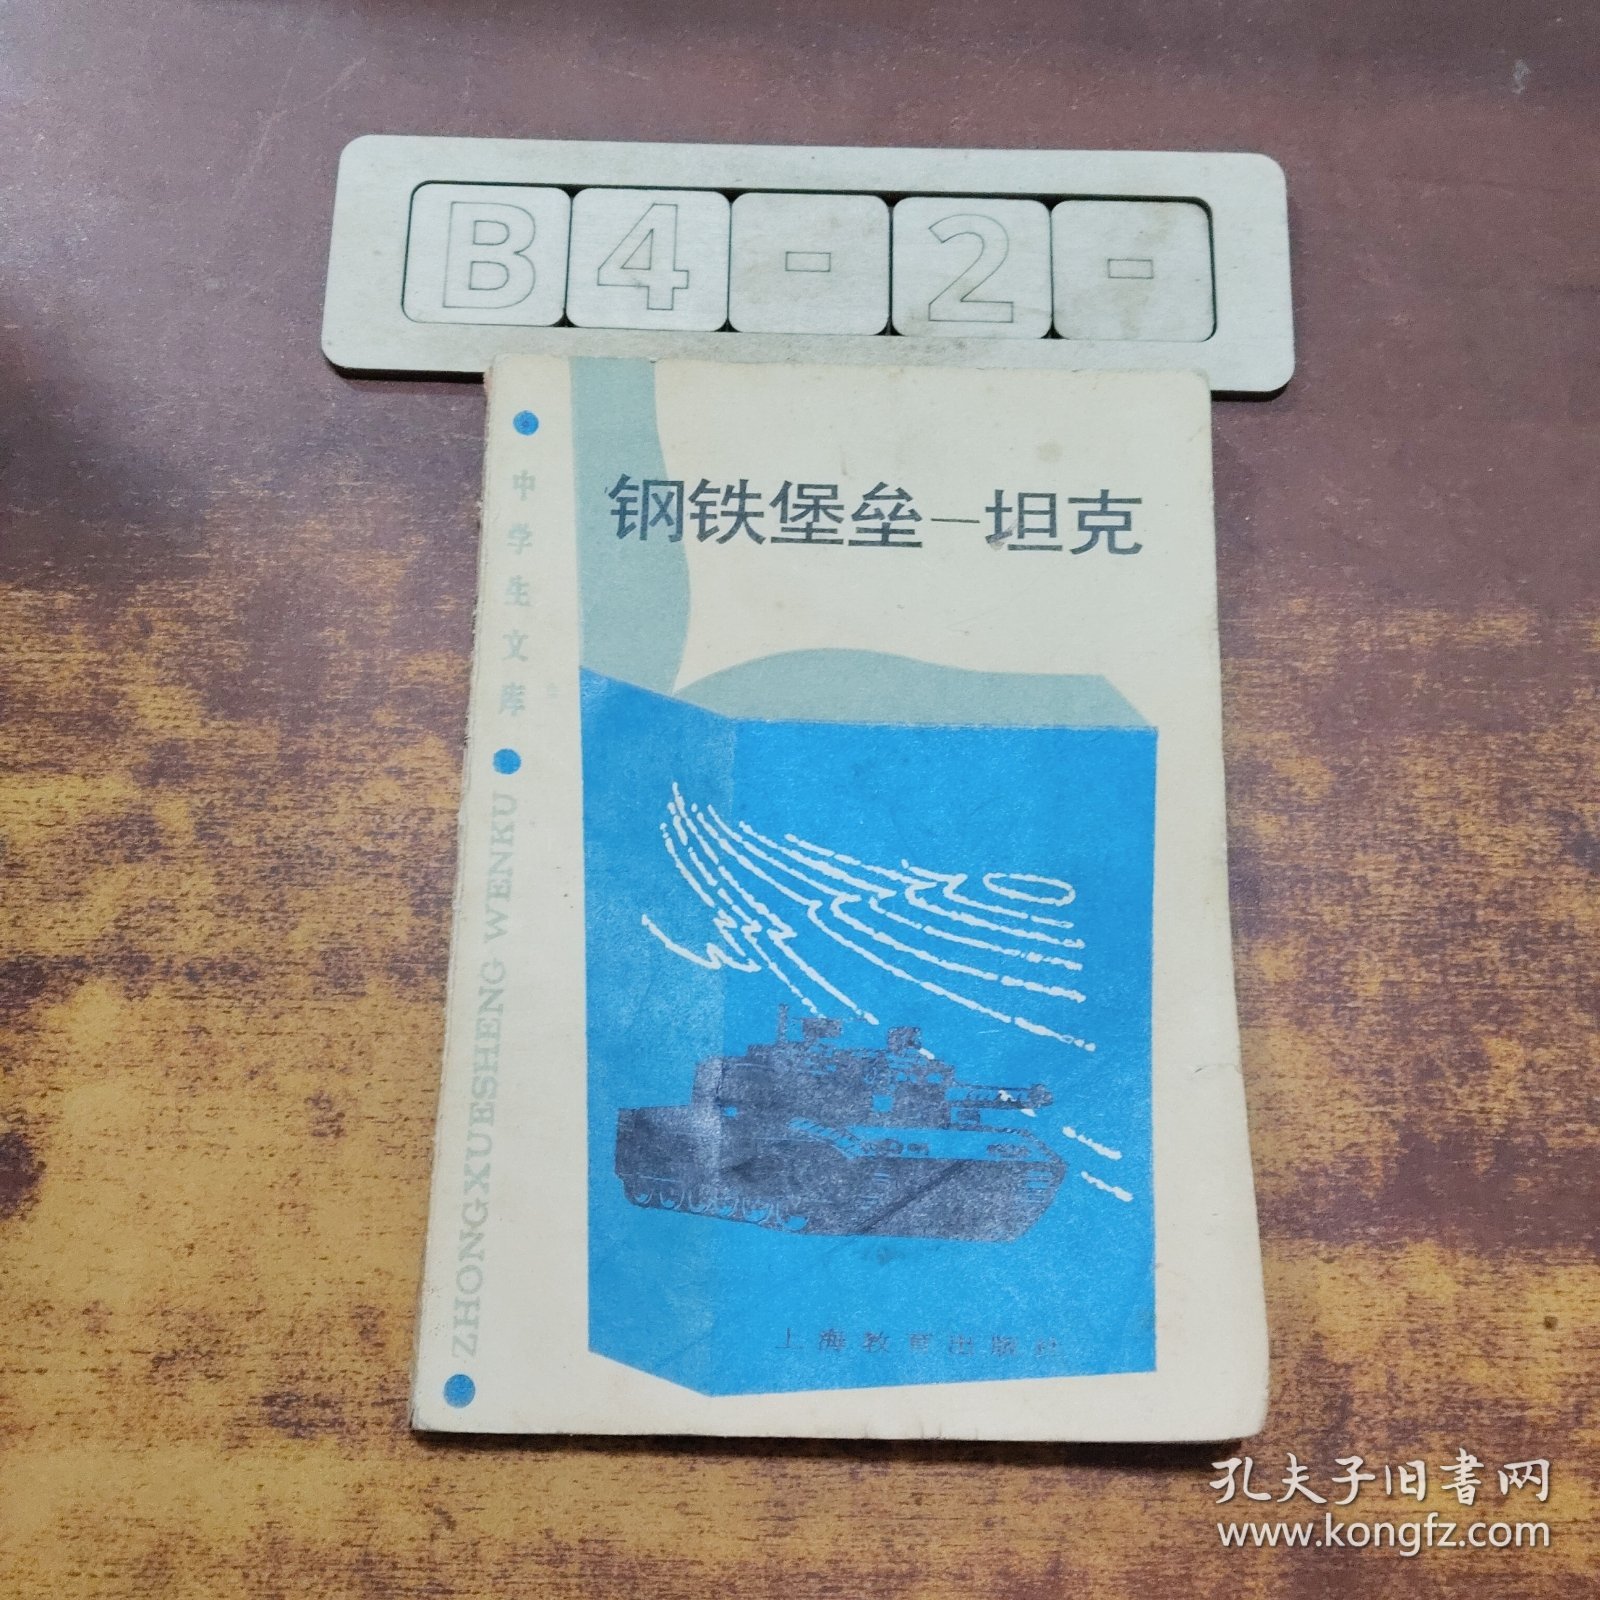 B4-2-
钢铁堡垒—坦克
中学生文库
ZHONGXUESHENG WENKU
上海教育出版社
孔夫子旧书网
www.kongfz.com